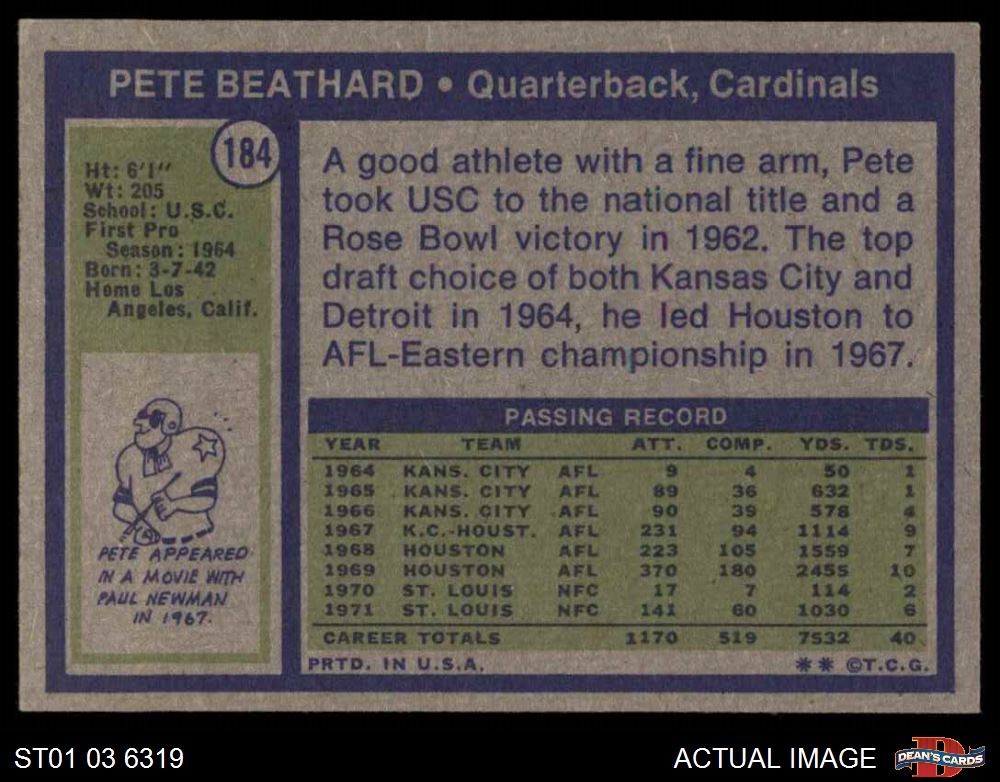 PETE BEATHARD • Quarterback, Cardinals
184
Ht: 6'1"
Wt: 205
School: U.S.C.
First Pro
Season: 1964
Born: 3-7-42
Home Los
Angeles, Calif.
PETE APPEARED
IN A MOVIE WITH
PAUL NEWMAN
IN 1967.
A good athlete with a fine arm, Pete
took USC to the national title and a
Rose Bowl victory in 1962. The top
draft choice of both Kansas City and
Detroit in 1964, he led Houston to
AFL-Eastern championship in 1967.
PASSING RECORD
YEAR TEAM ATT. COMP. YDS. TDS.
1964 KANS. CITY AFL 9 4 50 1
1965 KANS. CITY AFL 89 36 632 1
1966 KANS. CITY AFL 90 39 578 4
1967 K.C.-HOUST. AFL 231 94 1114 9
1968 HOUSTON AFL 223 105 1559 7
1969 HOUSTON AFL 370 180 2455 10
1970 ST. LOUIS NFC 17 7 114 2
1971 ST. LOUIS NFC 141 60 1030 6
CAREER TOTALS 1170 519 7532 40
PRTD. IN U.S.A. ** ©T.C.G.
ST01 03 6319
ACTUAL IMAGE
D
DEAN'S CARDS